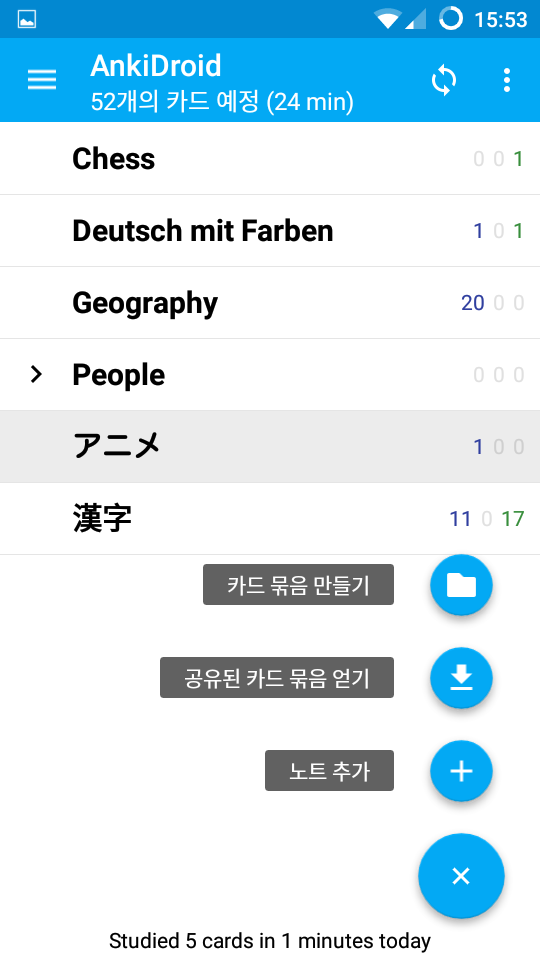 15:53
AnkiDroid
52개의 카드 예정 (24 min)
Chess 0 0 1
Deutsch mit Farben 1 0 1
Geography 20 0 0
People 0 0 0
アニメ 1 0 0
漢字 11 0 17
카드 묶음 만들기
공유된 카드 묶음 얻기
노트 추가
Studied 5 cards in 1 minutes today